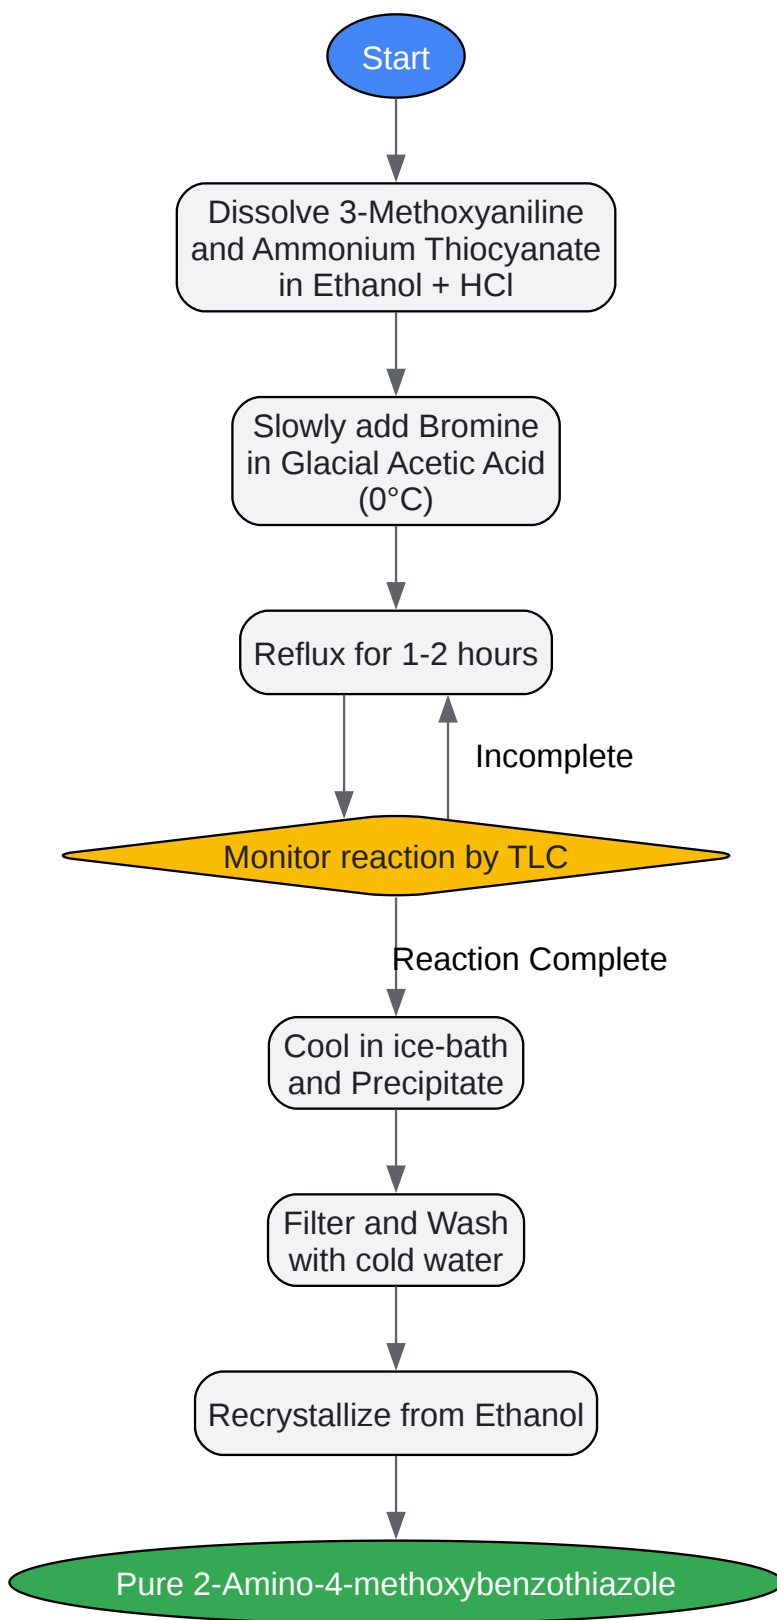 Start
Dissolve 3-Methoxyaniline
and Ammonium Thiocyanate
in Ethanol + HCl
Slowly add Bromine
in Glacial Acetic Acid
(0°C)
Reflux for 1-2 hours
Incomplete
Monitor reaction by TLC
Reaction Complete
Cool in ice-bath
and Precipitate
Filter and Wash
with cold water
Recrystallize from Ethanol
Pure 2-Amino-4-methoxybenzothiazole